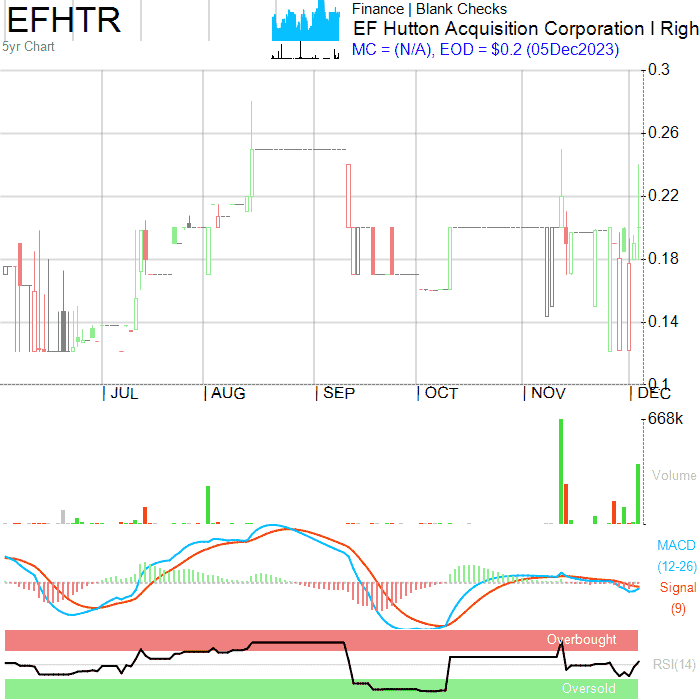 EFHTR
5yr Chart
Finance | Blank Checks
EF Hutton Acquisition Corporation I Righ
MC = (N/A), EOD = $0.2 (05Dec2023)
0.3
0.26
0.22
0.18
0.14
0.1
| JUL | AUG | SEP | OCT | NOV | DEC
668k
Volume
MACD
(12-26)
Signal
(9)
Overbought
RSI(14)
Oversold